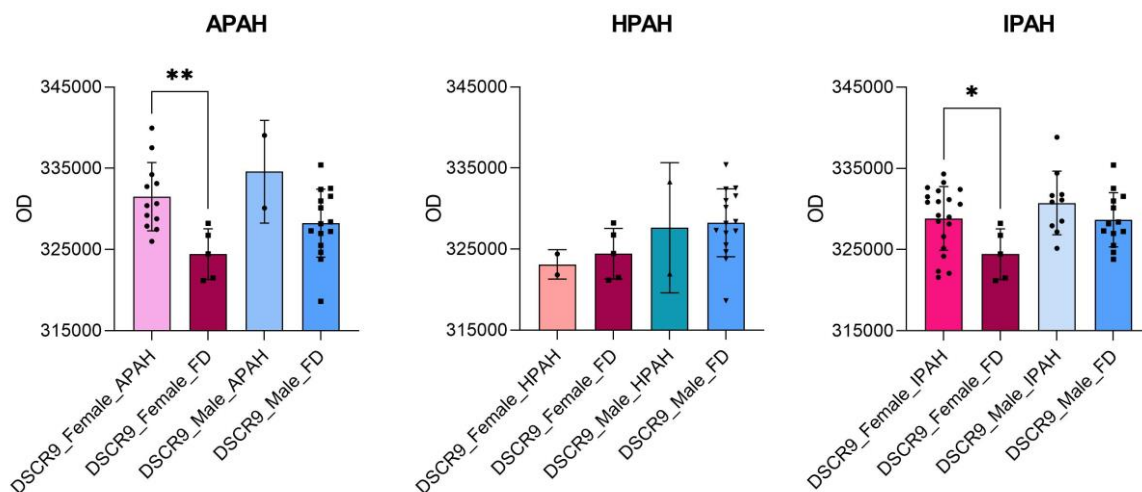 APAH
HPAH
IPAH
**
*
345000
335000
325000
315000
OD
DSCR9_Female_APAH
DSCR9_Female_FD
DSCR9_Male_APAH
DSCR9_Male_FD
345000
335000
325000
315000
OD
DSCR9_Female_HPAH
DSCR9_Female_FD
DSCR9_Male_HPAH
DSCR9_Male_FD
345000
335000
325000
315000
OD
DSCR9_Female_IPAH
DSCR9_Female_FD
DSCR9_Male_IPAH
DSCR9_Male_FD